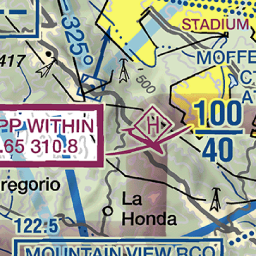 STADIUM
325°
417
MOFFE
500
C
A
100
40
PP WITHIN
.65 310.8
H
regorio
La
Honda
122.5
MOUNTAIN VIEW RCO